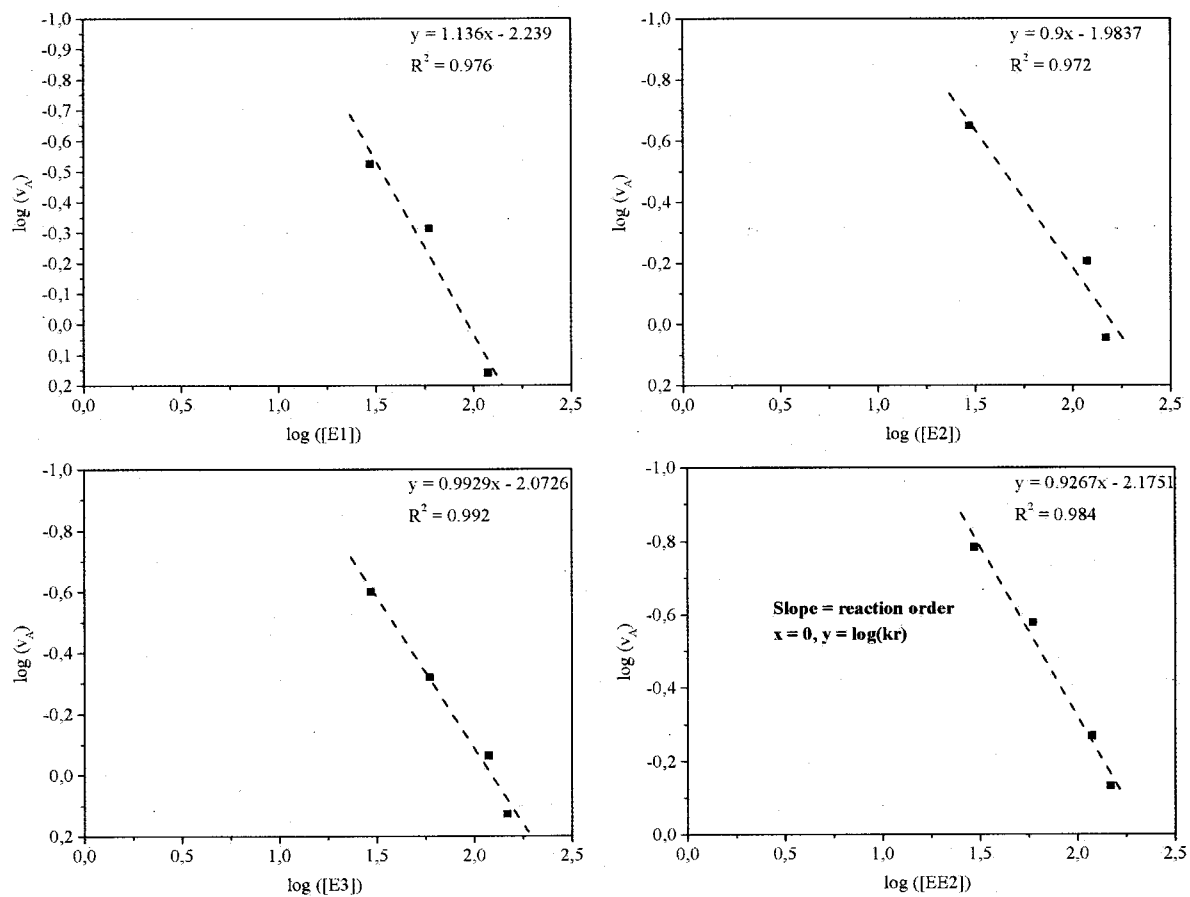 y = 1.136x - 2.239
R² = 0.976
-1,0
-0,9
-0,8
-0,7
-0,6
-0,5
-0,4
-0,3
-0,2
-0,1
0,0
0,1
0,2
log (vA)
0,0 0,5 1,0 1,5 2,0 2,5
log ([E1])
y = 0.9x - 1.9837
R² = 0.972
-1,0
-0,8
-0,6
-0,4
-0,2
0,0
0,2
log (vA)
0,0 0,5 1,0 1,5 2,0 2,5
log ([E2])
y = 0.9929x - 2.0726
R² = 0.992
-1,0
-0,8
-0,6
-0,4
-0,2
0,0
0,2
log (vA)
0,0 0,5 1,0 1,5 2,0 2,5
log ([E3])
y = 0.9267x - 2.1751
R² = 0.984
Slope = reaction order
x = 0, y = log(kr)
-1,0
-0,8
-0,6
-0,4
-0,2
0,0
log (vA)
0,0 0,5 1,0 1,5 2,0 2,5
log ([EE2])